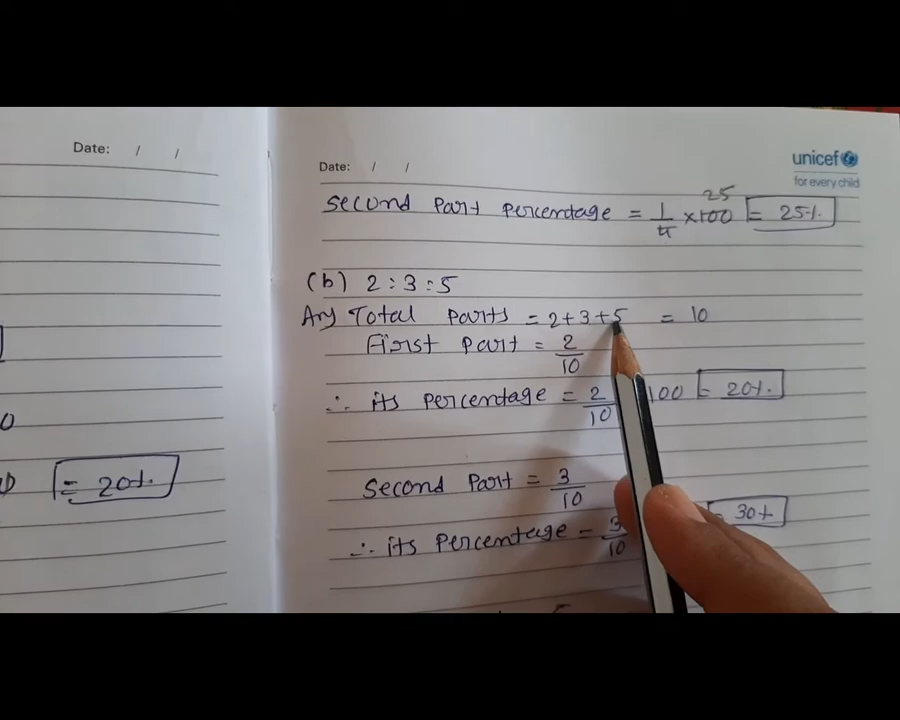 Date: / /
= 20%.
Date: / /
unicef
for every child
Second Part Percentage = 1/4 ×100 = 25%.
25
(b) 2 : 3 : 5
Ans Total Parts = 2+3+5 = 10
First Part = 2/10
∴ its Percentage = 2/10 100 = 20%.
Second Part = 3/10
∴ its Percentage = 3/10 = 30%